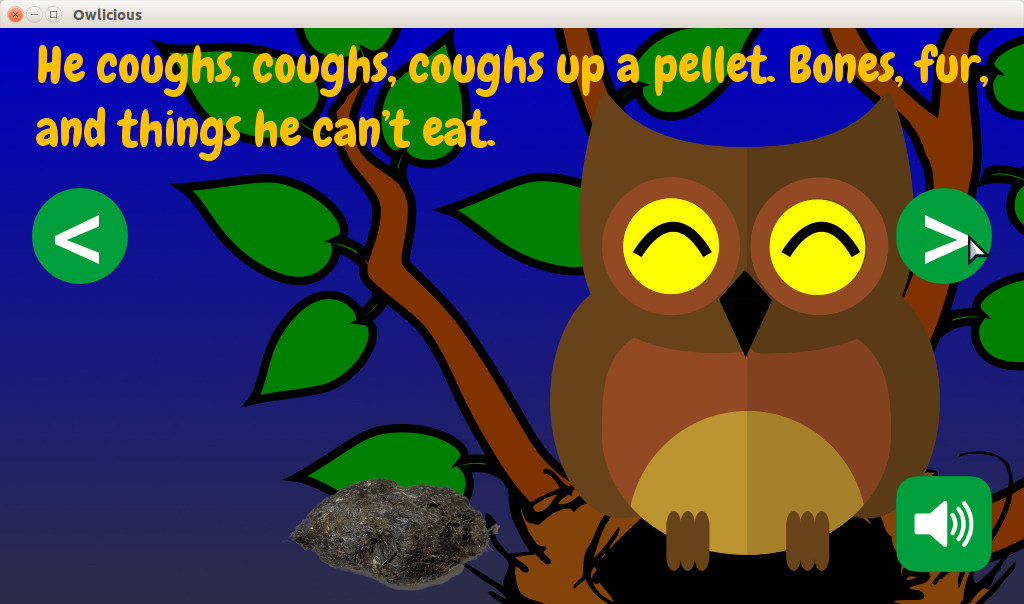 Owlicious
He coughs, coughs, coughs up a pellet. Bones, fur,
and things he can't eat.
< >